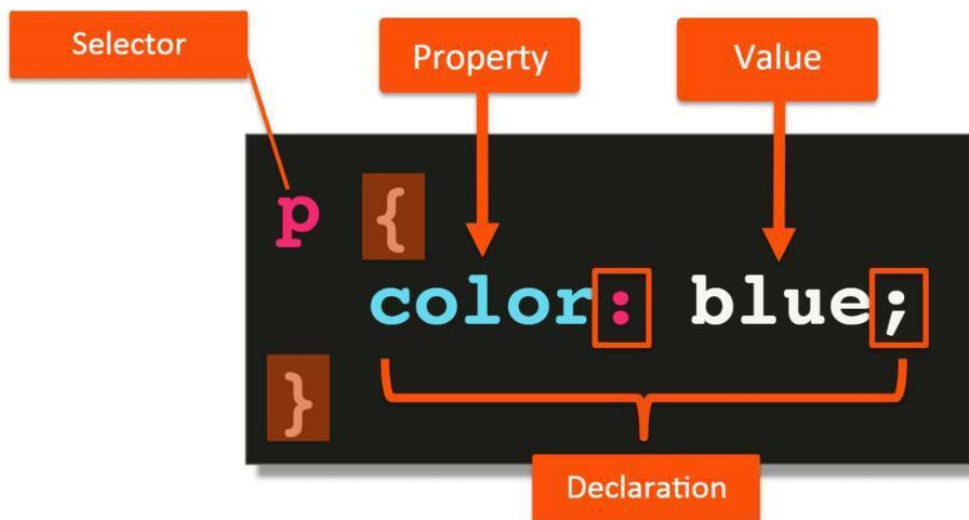 Selector
Property
Value
p {
color: blue;
}
Declaration